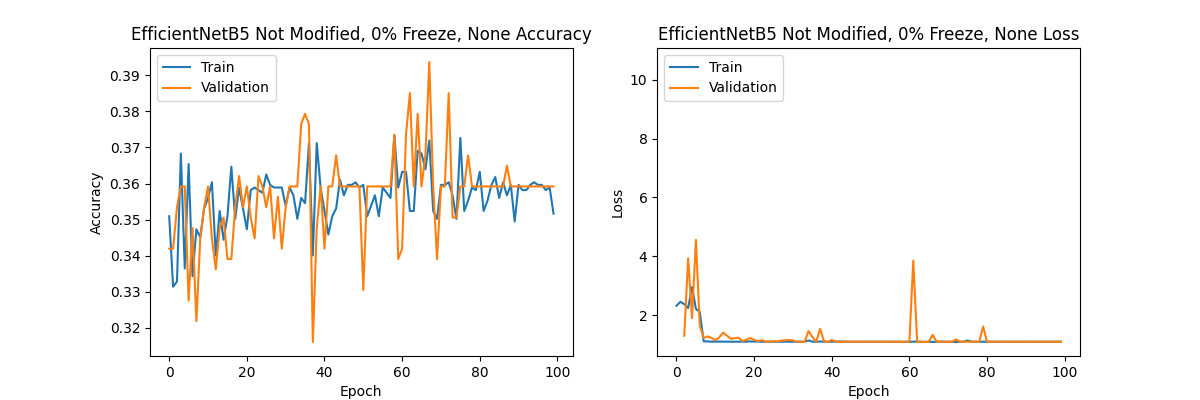 EfficientNetB5 Not Modified, 0% Freeze, None Accuracy
Train
Validation
0.39
0.38
0.37
0.36
0.35
0.34
0.33
0.32
Accuracy
0
20
40
60
80
100
Epoch
EfficientNetB5 Not Modified, 0% Freeze, None Loss
Train
Validation
10
8
6
4
2
Loss
0
20
40
60
80
100
Epoch